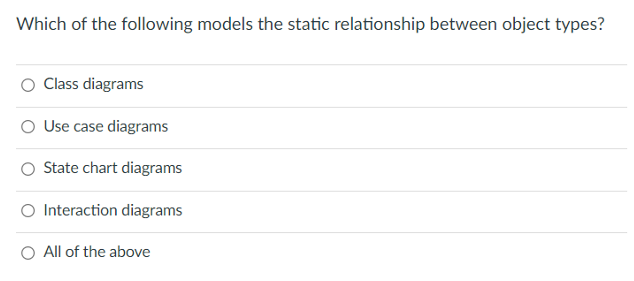 Which of the following models the static relationship between object types?
Class diagrams
Use case diagrams
State chart diagrams
Interaction diagrams
All of the above